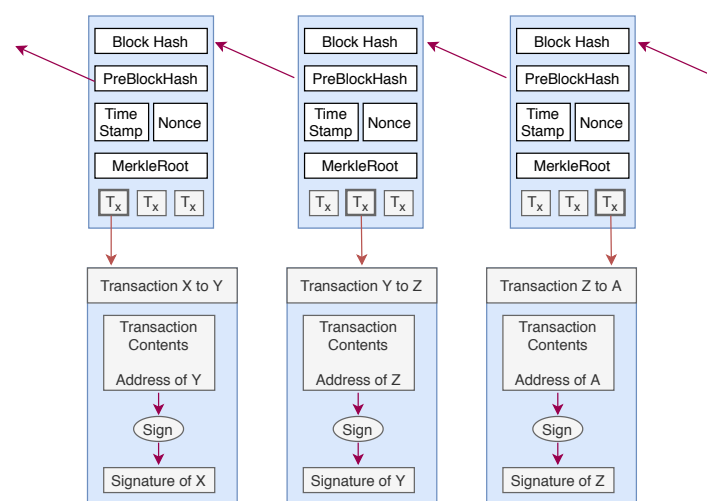 Block Hash
PreBlockHash
Time
Stamp
Nonce
MerkleRoot
Tx Tx Tx
Block Hash
PreBlockHash
Time
Stamp
Nonce
MerkleRoot
Tx Tx Tx
Block Hash
PreBlockHash
Time
Stamp
Nonce
MerkleRoot
Tx Tx Tx
Transaction X to Y
Transaction
Contents
Address of Y
Sign
Signature of X
Transaction Y to Z
Transaction
Contents
Address of Z
Sign
Signature of Y
Transaction Z to A
Transaction
Contents
Address of A
Sign
Signature of Z